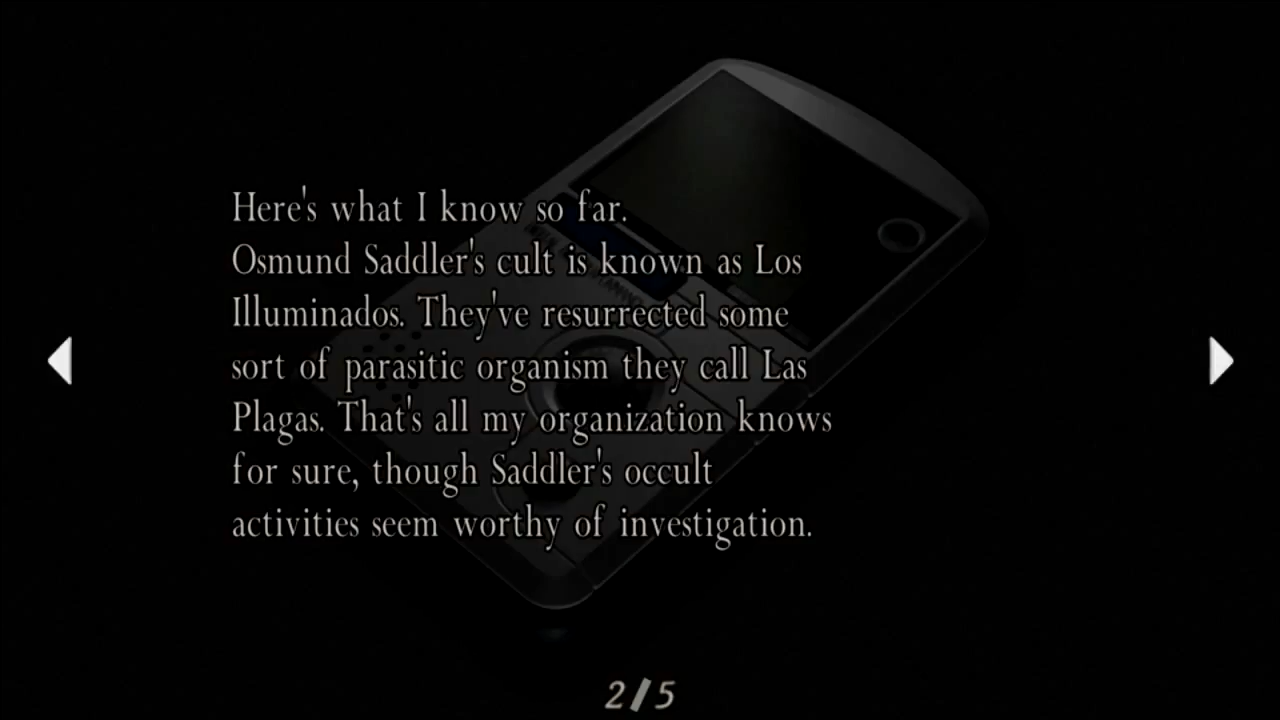 Here's what I know so far.
Osmund Saddler's cult is known as Los
Illuminados. They've resurrected some
sort of parasitic organism they call Las
Plagas. That's all my organization knows
for sure, though Saddler's occult
activities seem worthy of investigation.
2/5